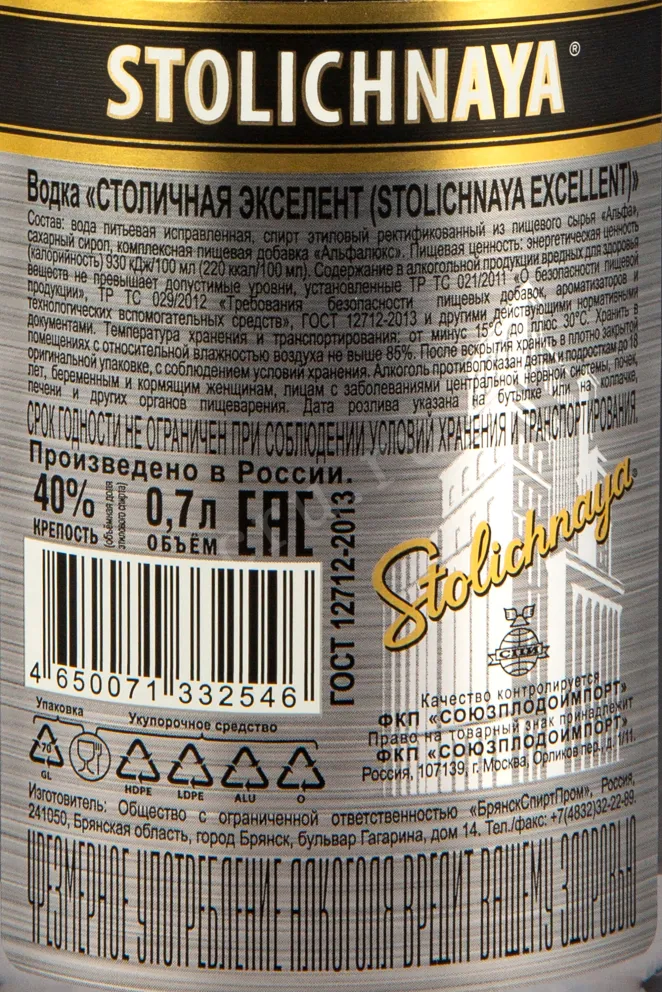 STOLICHNAYA®
Водка «СТОЛИЧНАЯ ЭКСЕЛЕНТ (STOLICHNAYA EXCELLENT)»
Состав: вода питьевая исправленная, спирт этиловый ректификованный из пищевого сырья «Альфа»,
сахарный сироп, комплексная пищевая добавка «Альфалюкс». Пищевая ценность: энергетическая ценность
(калорийность) 930 кДж/100 мл (220 ккал/100 мл). Содержание в алкогольной продукции вредных для здоровья
веществ не превышает допустимые уровни, установленные ТР ТС 021/2011 «О безопасности пищевой
продукции», ТР ТС 029/2012 «Требования безопасности пищевых добавок, ароматизаторов и
технологических вспомогательных средств», ГОСТ 12712-2013 и другими действующими нормативными
документами. Температура хранения и транспортирования: от минус 15°С до плюс 30°С. Хранить в
помещениях с относительной влажностью воздуха не выше 85%. После вскрытия хранить в плотно закрытой
оригинальной упаковке, с соблюдением условий хранения. Алкоголь противопоказан детям и подросткам до 18
лет, беременным и кормящим женщинам, лицам с заболеваниями центральной нервной системы, почек,
печени и других органов пищеварения. Дата розлива указана на бутылке или на колпачке.
СРОК ГОДНОСТИ НЕ ОГРАНИЧЕН ПРИ СОБЛЮДЕНИИ УСЛОВИЙ ХРАНЕНИЯ И ТРАНСПОРТИРОВАНИЯ.
Произведено в России.
40%
КРЕПОСТЬ
(объёмная доля
этилового спирта)
0,7 л
ОБЪЁМ
EAC
ГОСТ 12712-2013
4 650071 332546
Stolichnaya®
СПИ
Качество контролируется
ФКП «СОЮЗПЛОДОИМПОРТ»
Право на товарный знак принадлежит
ФКП «СОЮЗПЛОДОИМПОРТ»
Россия, 107139, г. Москва, Орликов пер., д. 1/11.
Упаковка
Укупорочное средство
70
GL
HDPE
LDPE
ALU
O
Изготовитель: Общество с ограниченной ответственностью «БрянскСпиртПром», Россия,
241050, Брянская область, город Брянск, бульвар Гагарина, дом 14. Тел./факс: +7(4832)32-22-89.
ЧРЕЗМЕРНОЕ УПОТРЕБЛЕНИЕ АЛКОГОЛЯ ВРЕДИТ ВАШЕМУ ЗДОРОВЬЮ